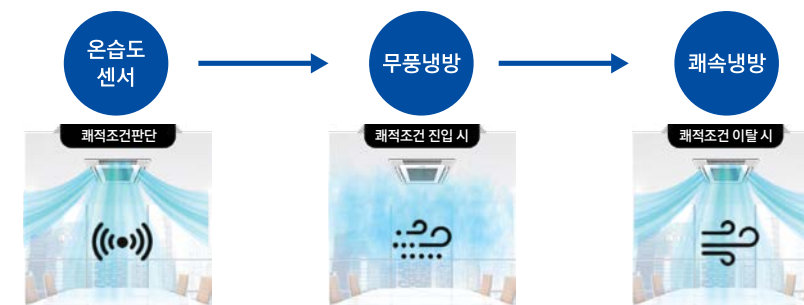 온습도
센서
무풍냉방
쾌속냉방
쾌적조건판단
쾌적조건 진입 시
쾌적조건 이탈 시